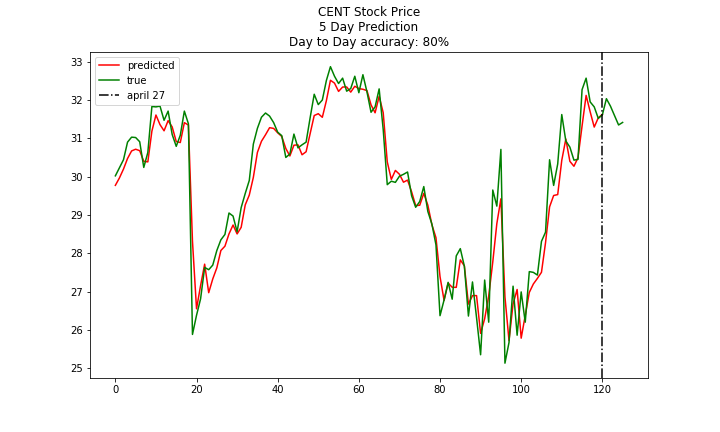 CENT Stock Price
5 Day Prediction
Day to Day accuracy: 80%
predicted
true
april 27
33
32
31
30
29
28
27
26
25
0
20
40
60
80
100
120